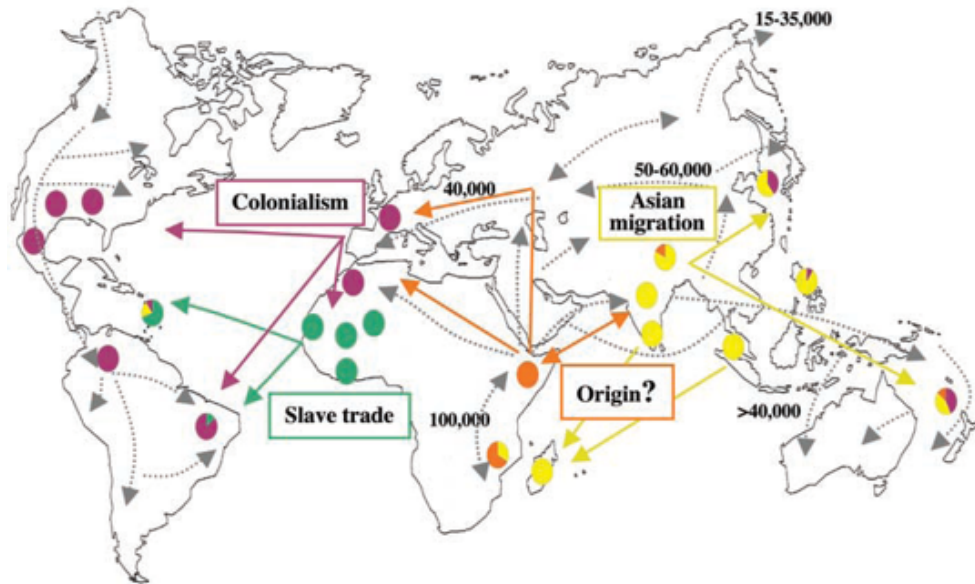 15-35,000
40,000
50-60,000
Colonialism
Asian
migration
Origin?
Slave trade
100,000
>40,000